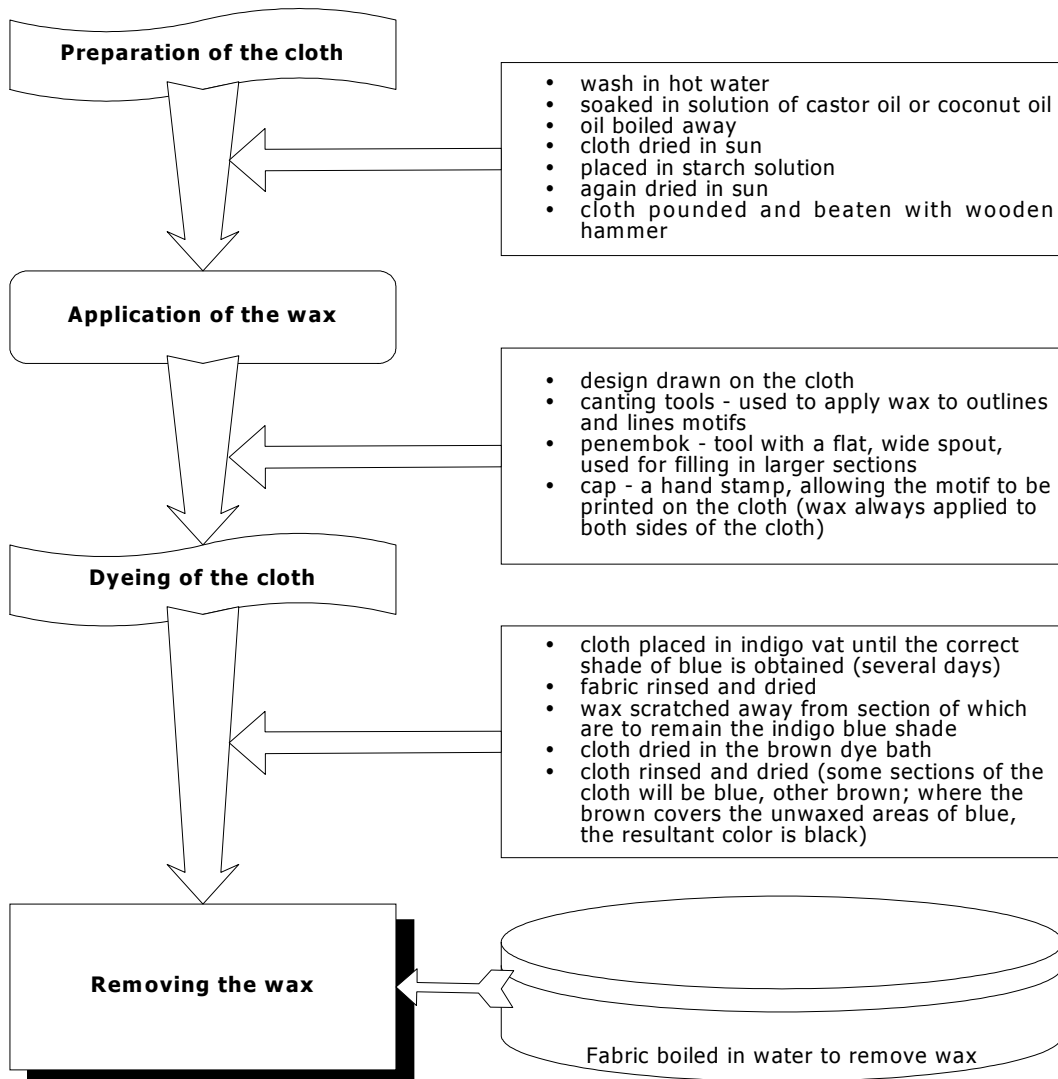 Preparation of the cloth
• wash in hot water
• soaked in solution of castor oil or coconut oil
• oil boiled away
• cloth dried in sun
• placed in starch solution
• again dried in sun
• cloth pounded and beaten with wooden
hammer
Application of the wax
• design drawn on the cloth
• canting tools - used to apply wax to outlines
and lines motifs
• penembok - tool with a flat, wide spout,
used for filling in larger sections
• cap - a hand stamp, allowing the motif to be
printed on the cloth (wax always applied to
both sides of the cloth)
Dyeing of the cloth
• cloth placed in indigo vat until the correct
shade of blue is obtained (several days)
• fabric rinsed and dried
• wax scratched away from section of which
are to remain the indigo blue shade
• cloth dried in the brown dye bath
• cloth rinsed and dried (some sections of the
cloth will be blue, other brown; where the
brown covers the unwaxed areas of blue,
the resultant color is black)
Removing the wax
Fabric boiled in water to remove wax